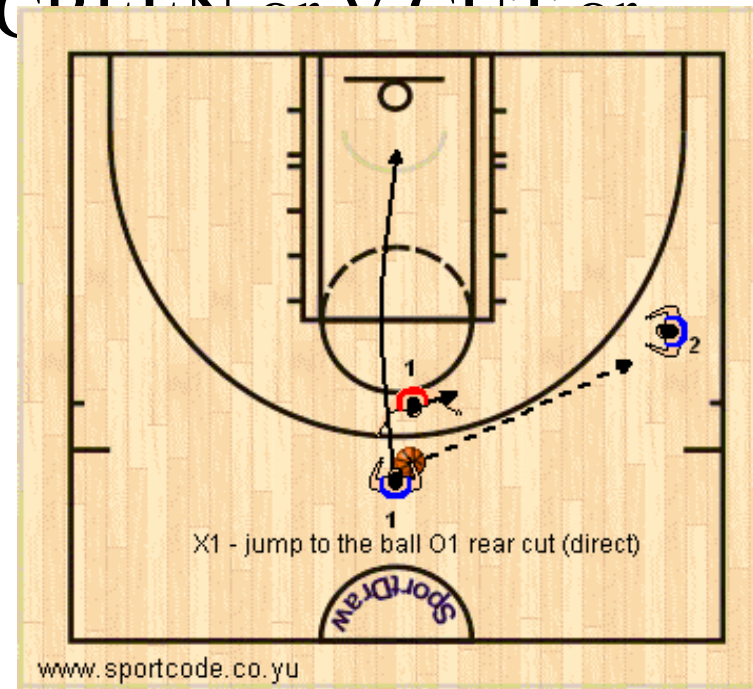 1
2
1
X1 - jump to the ball O1 rear cut (direct)
SportDraw
www.sportcode.co.yu